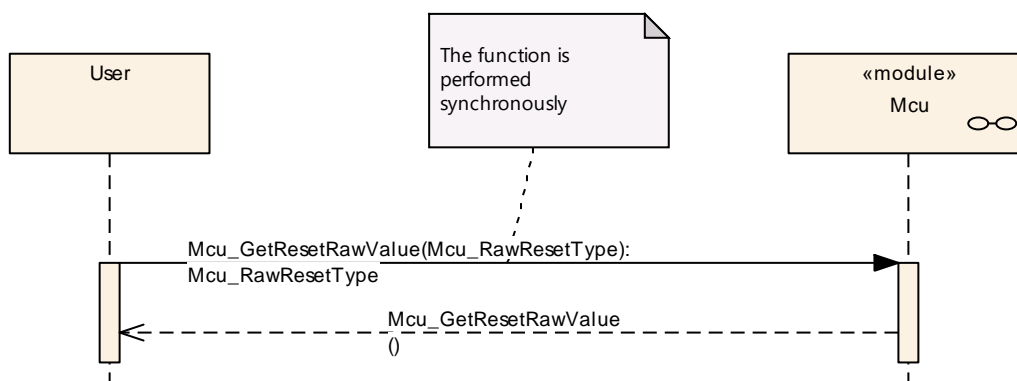 User
The function is
performed
synchronously
«module»
Mcu
Mcu_GetResetRawValue(Mcu_RawResetType):
Mcu_RawResetType
Mcu_GetResetRawValue
()